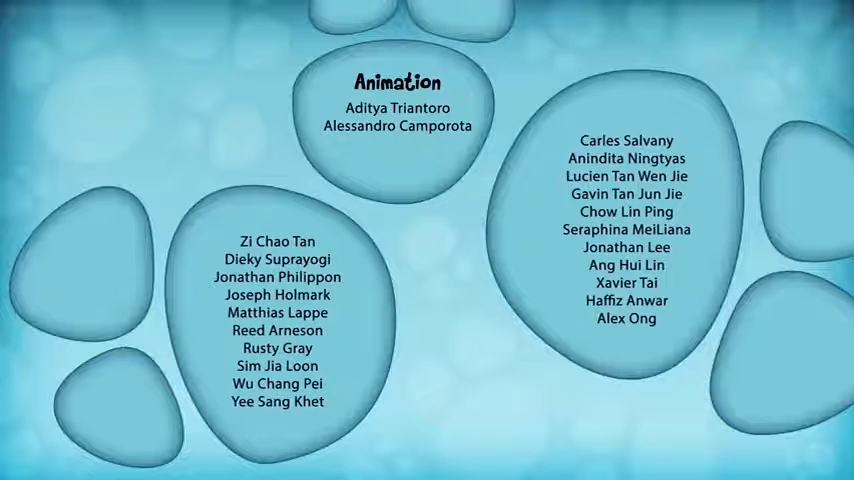 Animation
Aditya Triantoro
Alessandro Camporota
Zi Chao Tan
Dieky Suprayogi
Jonathan Philippon
Joseph Holmark
Matthias Lappe
Reed Arneson
Rusty Gray
Sim Jia Loon
Wu Chang Pei
Yee Sang Khet
Carles Salvany
Anindita Ningtyas
Lucien Tan Wen Jie
Gavin Tan Jun Jie
Chow Lin Ping
Seraphina MeiLiana
Jonathan Lee
Ang Hui Lin
Xavier Tai
Haffiz Anwar
Alex Ong